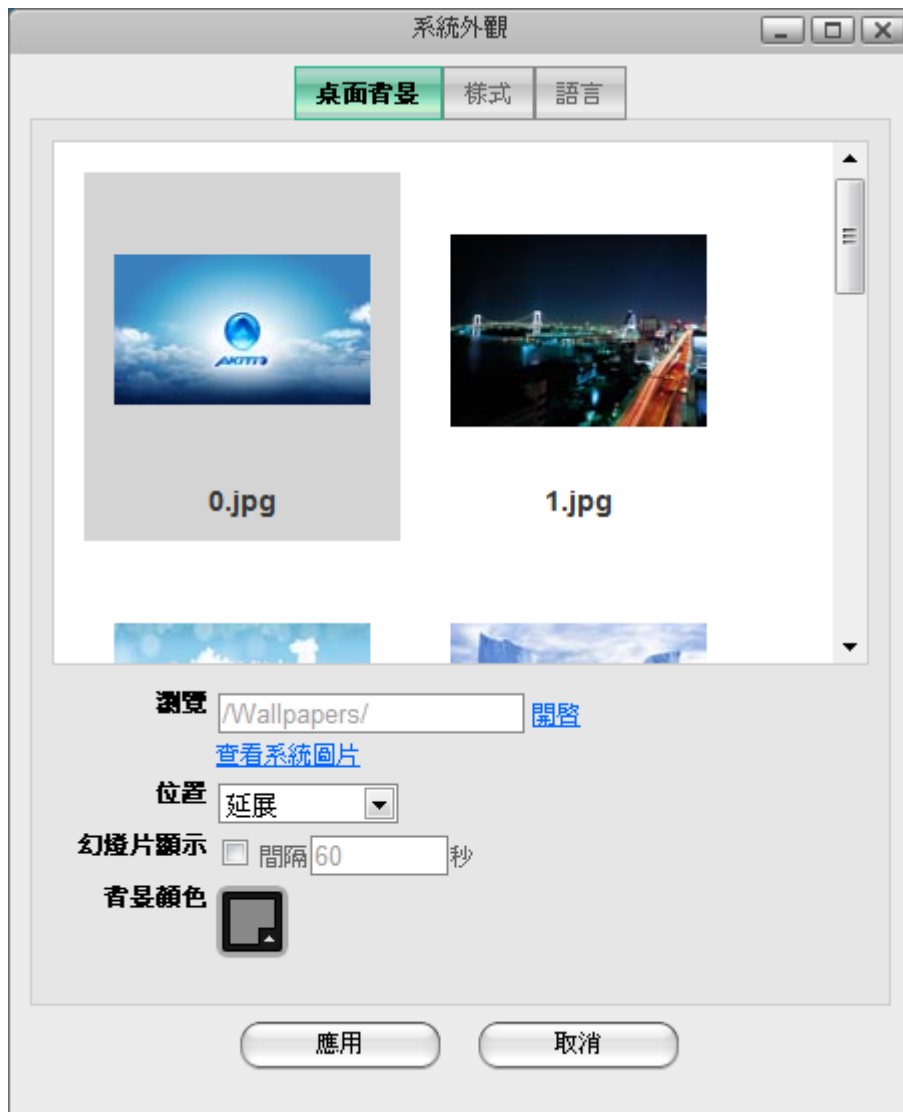 系統外觀
桌面背景 樣式 語言
AKiTiO
0.jpg 1.jpg
瀏覽 /Wallpapers/ 開啓
查看系統圖片
位置 延展
幻燈片顯示 間隔 60 秒
背景顏色
應用 取消